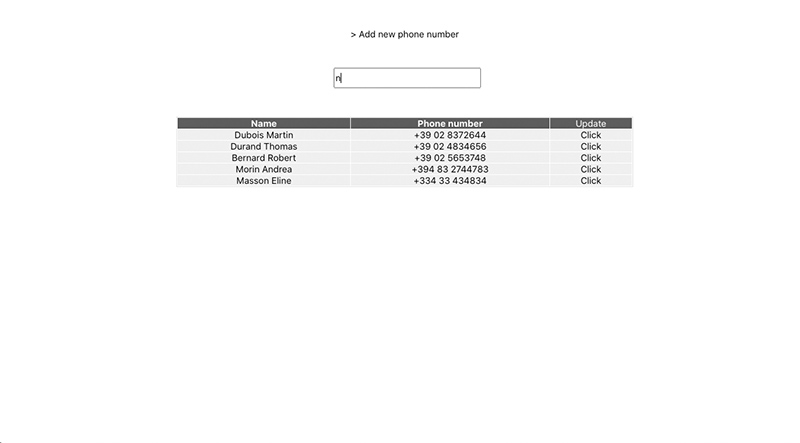 > Add new phone number
n
Name Phone number Update
Dubois Martin +39 02 8372644 Click
Durand Thomas +39 02 4834656 Click
Bernard Robert +39 02 5653748 Click
Morin Andrea +394 83 2744783 Click
Masson Eline +334 33 434834 Click